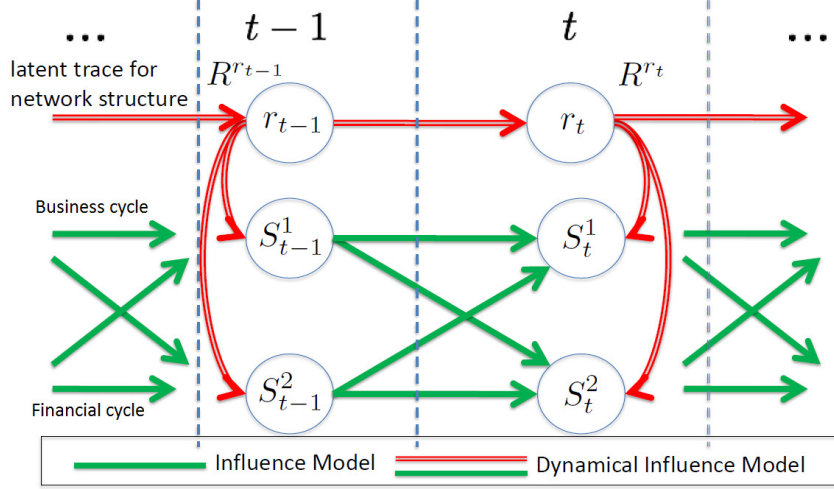 ... t − 1 t ...
latent trace for
network structure
R^{r_{t−1}} R^{r_t}
r_{t−1} r_t
Business cycle
S^1_{t−1} S^1_t
S^2_{t−1} S^2_t
Financial cycle
Influence Model Dynamical Influence Model